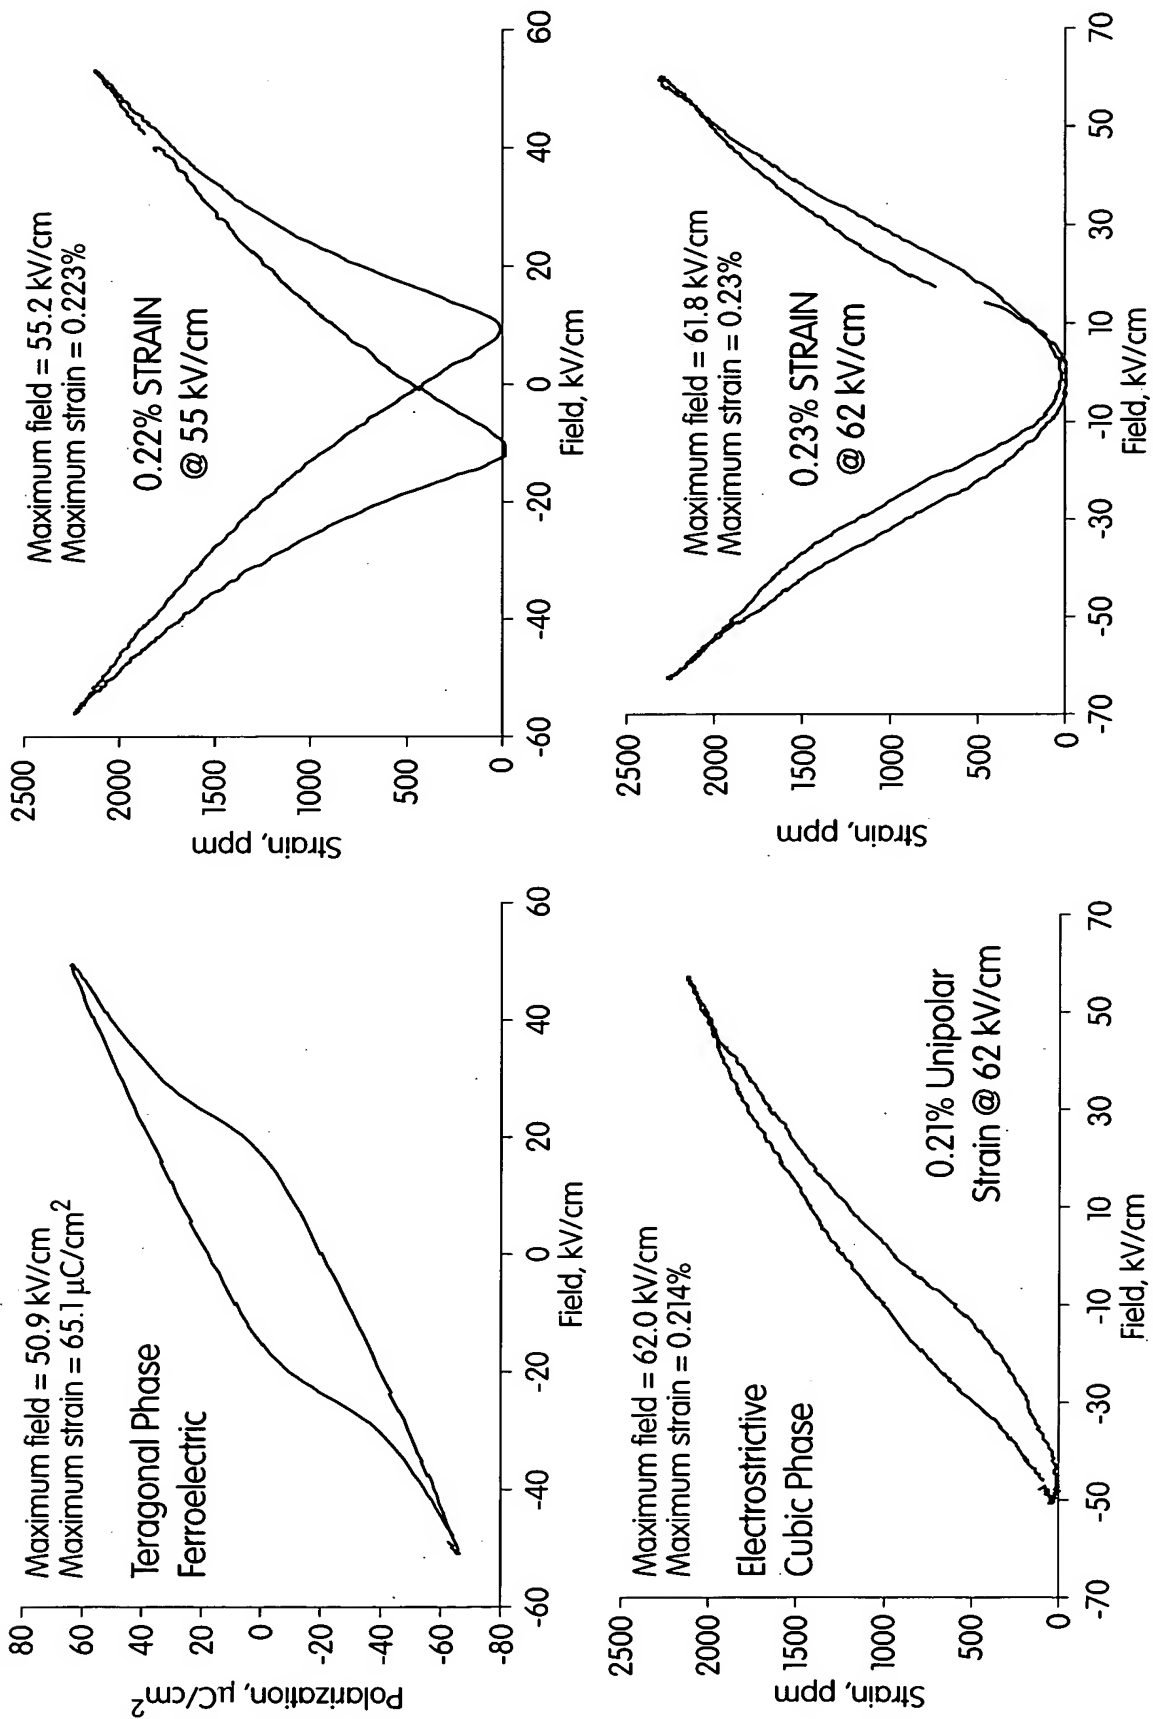 Maximum field = 50.9 kV/cm
Maximum strain = 65.1 µC/cm²
Teragonal Phase
Ferroelectric
80
60
40
20
0
-20
-40
-60
-80
Polarization, µC/cm²
-60
-40
-20
0
20
40
60
Field, kV/cm
Maximum field = 55.2 kV/cm
Maximum strain = 0.223%
0.22% STRAIN
@ 55 kV/cm
2500
2000
1500
1000
500
0
Strain, ppm
-60
-40
-20
0
20
40
60
Field, kV/cm
Maximum field = 62.0 kV/cm
Maximum strain = 0.214%
Electrostrictive
Cubic Phase
0.21% Unipolar
Strain @ 62 kV/cm
2500
2000
1500
1000
500
0
Strain, ppm
-70
-50
-30
-10
10
30
50
70
Field, kV/cm
Maximum field = 61.8 kV/cm
Maximum strain = 0.23%
0.23% STRAIN
@ 62 kV/cm
2500
2000
1500
1000
500
0
Strain, ppm
-70
-50
-30
-10
10
30
50
70
Field, kV/cm